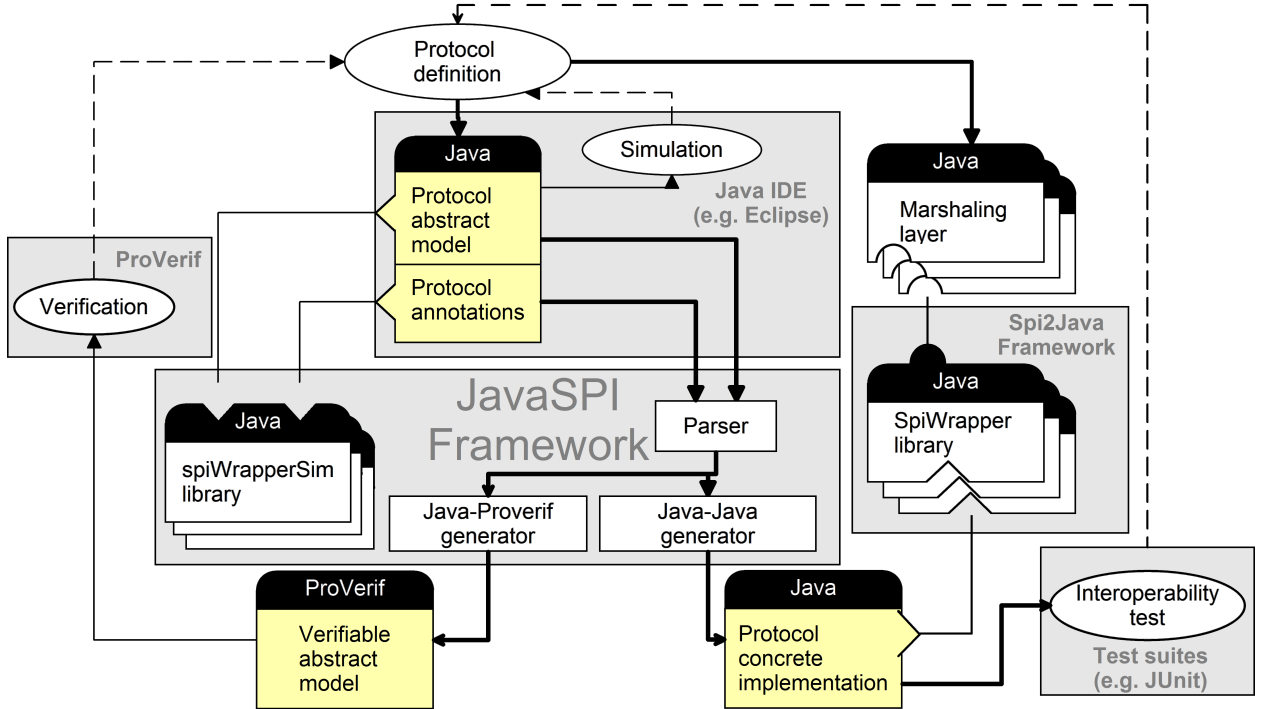 Protocol
definition
Java
Simulation
Java IDE
(e.g. Eclipse)
Protocol
abstract
model
Protocol
annotations
Java
Marshaling
layer
ProVerif
Verification
Spi2Java
Framework
Java
SpiWrapper
library
JavaSPI
Framework
Java
spiWrapperSim
library
Parser
Java-Proverif
generator
Java-Java
generator
ProVerif
Verifiable
abstract
model
Java
Protocol
concrete
implementation
Interoperability
test
Test suites
(e.g. JUnit)